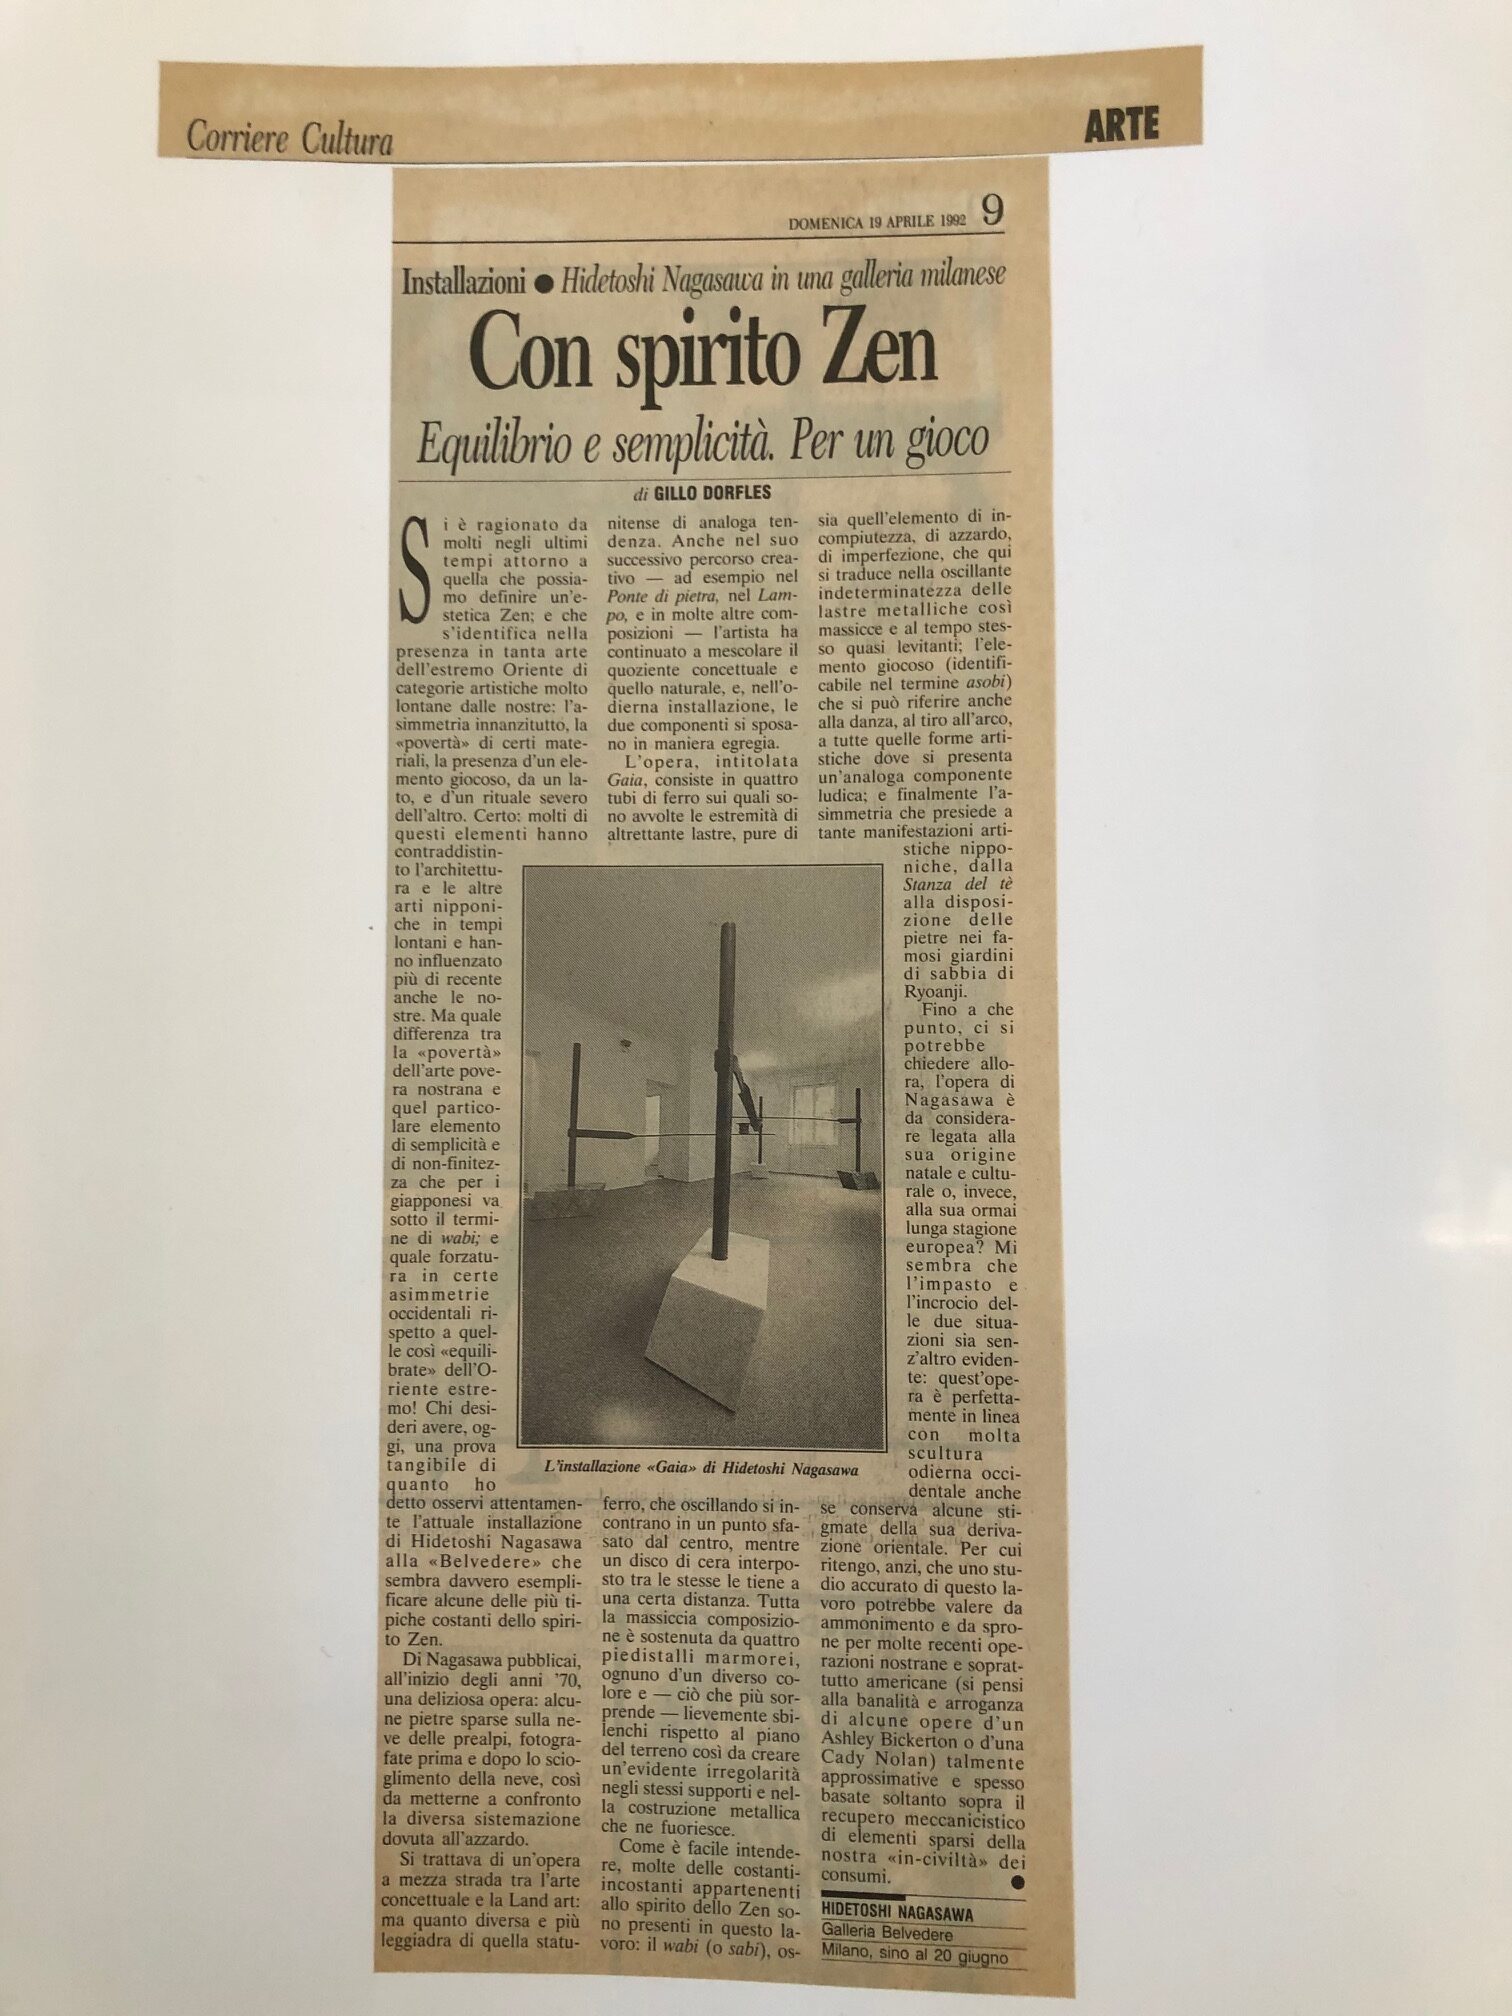 Corriere Cultura
ARTE
DOMENICA 19 APRILE 1992 9
Installazioni ● Hidetoshi Nagasawa in una galleria milanese
Con spirito Zen
Equilibrio e semplicità. Per un gioco
di GILLO DORFLES
Si è ragionato da
molti negli ultimi
tempi attorno a
quella che possia-
mo definire un'e-
stetica Zen; e che
s'identifica nella
presenza in tanta arte
dell'estremo Oriente di
categorie artistiche molto
lontane dalle nostre: l'a-
simmetria innanzitutto, la
«povertà» di certi mate-
riali, la presenza d'un ele-
mento giocoso, da un la-
to, e d'un rituale severo
dell'altro. Certo: molti di
questi elementi hanno
contraddistin-
to l'architettu-
ra e le altre
arti nipponi-
che in tempi
lontani e han-
no influenzato
più di recente
anche le no-
stre. Ma quale
differenza tra
la «povertà»
dell'arte pove-
ra nostrana e
quel partico-
lare elemento
di semplicità e
di non-finitez-
za che per i
giapponesi va
sotto il termi-
ne di wabi; e
quale forzatu-
ra in certe
asimmetrie
occidentali ri-
spetto a quel-
le così «equili-
brate» dell'O-
riente estre-
mo! Chi desi-
deri avere, og-
gi, una prova
tangibile di
quanto ho
detto osservi attentamen-
te l'attuale installazione
di Hidetoshi Nagasawa
alla «Belvedere» che
sembra davvero esempli-
ficare alcune delle più ti-
piche costanti dello spiri-
to Zen.
Di Nagasawa pubblicai,
all'inizio degli anni '70,
una deliziosa opera: alcu-
ne pietre sparse sulla ne-
ve delle prealpi, fotogra-
fate prima e dopo lo scio-
glimento della neve, così
da metterne a confronto
la diversa sistemazione
dovuta all'azzardo.
Si trattava di un'opera
a mezza strada tra l'arte
concettuale e la Land art:
ma quanto diversa e più
leggiadra di quella statu-
nitense di analoga ten-
denza. Anche nel suo
successivo percorso crea-
tivo — ad esempio nel
Ponte di pietra, nel Lam-
po, e in molte altre com-
posizioni — l'artista ha
continuato a mescolare il
quoziente concettuale e
quello naturale, e, nell'o-
dierna installazione, le
due componenti si sposa-
no in maniera egregia.
L'opera, intitolata
Gaia, consiste in quattro
tubi di ferro sui quali so-
no avvolte le estremità di
altrettante lastre, pure di
L'installazione «Gaia» di Hidetoshi Nagasawa
ferro, che oscillando si in-
contrano in un punto sfa-
sato dal centro, mentre
un disco di cera interpo-
sto tra le stesse le tiene a
una certa distanza. Tutta
la massiccia composizio-
ne è sostenuta da quattro
piedistalli marmorei,
ognuno d'un diverso co-
lore e — ciò che più sor-
prende — lievemente sbi-
lenchi rispetto al piano
del terreno così da creare
un'evidente irregolarità
negli stessi supporti e nel-
la costruzione metallica
che ne fuoriesce.
Come è facile intende-
re, molte delle costanti-
incostanti appartenenti
allo spirito dello Zen so-
no presenti in questo la-
voro: il wabi (o sabi), os-
sia quell'elemento di in-
compiutezza, di azzardo,
di imperfezione, che qui
si traduce nella oscillante
indeterminatezza delle
lastre metalliche così
massicce e al tempo stes-
so quasi levitanti; l'ele-
mento giocoso (identifi-
cabile nel termine asobi)
che si può riferire anche
alla danza, al tiro all'arco,
a tutte quelle forme arti-
stiche dove si presenta
un'analoga componente
ludica; e finalmente l'a-
simmetria che presiede a
tante manifestazioni arti-
stiche nippo-
niche, dalla
Stanza del tè
alla disposi-
zione delle
pietre nei fa-
mosi giardini
di sabbia di
Ryoanji.
Fino a che
punto, ci si
potrebbe
chiedere allo-
ra, l'opera di
Nagasawa è
da considera-
re legata alla
sua origine
natale e cultu-
rale o, invece,
alla sua ormai
lunga stagione
europea? Mi
sembra che
l'impasto e
l'incrocio del-
le due situa-
zioni sia sen-
z'altro eviden-
te: quest'ope-
ra è perfetta-
mente in linea
con molta
scultura
odierna occi-
dentale anche
se conserva alcune sti-
gmate della sua deriva-
zione orientale. Per cui
ritengo, anzi, che uno stu-
dio accurato di questo la-
voro potrebbe valere da
ammonimento e da spro-
ne per molte recenti ope-
razioni nostrane e soprat-
tutto americane (si pensi
alla banalità e arroganza
di alcune opere d'un
Ashley Bickerton o d'una
Cady Nolan) talmente
approssimative e spesso
basate soltanto sopra il
recupero meccanicistico
di elementi sparsi della
nostra «in-civiltà» dei
consumi. ●
HIDETOSHI NAGASAWA
Galleria Belvedere
Milano, sino al 20 giugno